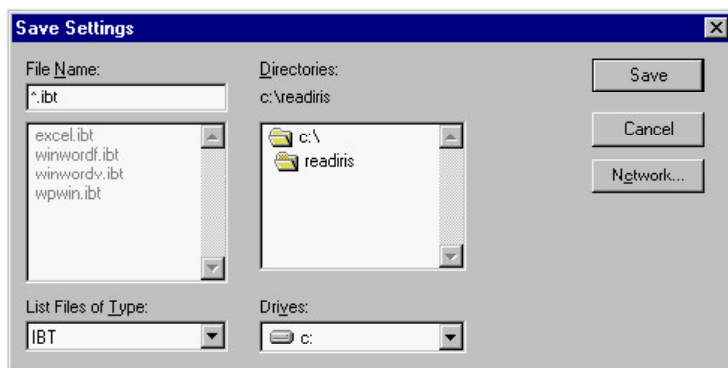 Save Settings
File Name:
*.ibt
excel.ibt
winwordf.ibt
winwordv.ibt
wpwin.ibt
List Files of Type:
IBT
Directories:
c:\readiris
c:\
readiris
Drives:
c:
Save
Cancel
Network...